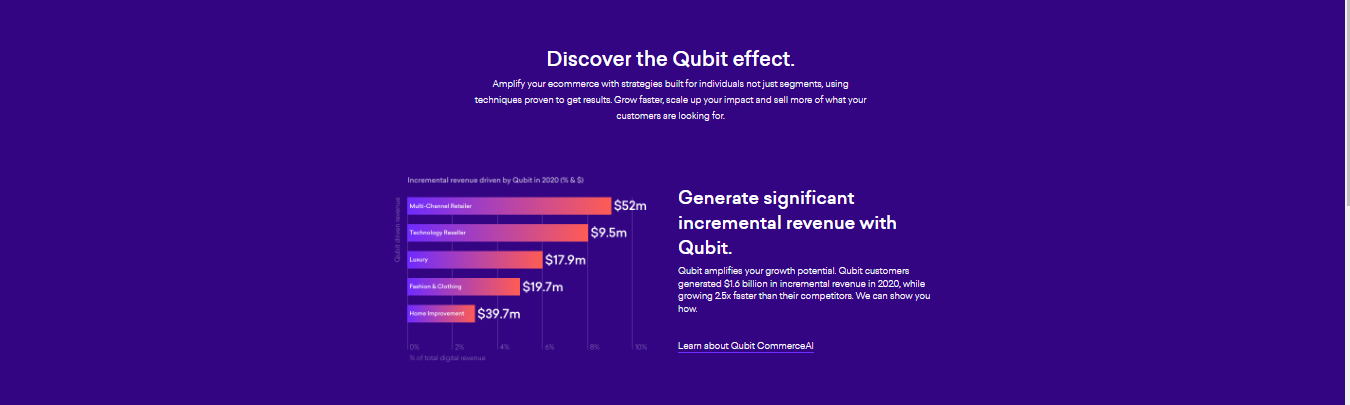 Discover the Qubit effect.
Amplify your ecommerce with strategies built for individuals not just segments, using
techniques proven to get results. Grow faster, scale up your impact and sell more of what your
customers are looking for.
Incremental revenue driven by Qubit in 2020 (% & $)
Qubit driven revenue
Multi-Channel Retailer $52m
Technology Reseller $9.5m
Luxury $17.9m
Fashion & Clothing $19.7m
Home Improvement $39.7m
0% 2% 4% 6% 8% 10%
% of total digital revenue
Generate significant
incremental revenue with
Qubit.
Qubit amplifies your growth potential. Qubit customers
generated $1.6 billion in incremental revenue in 2020, while
growing 2.5x faster than their competitors. We can show you
how.
Learn about Qubit CommerceAI